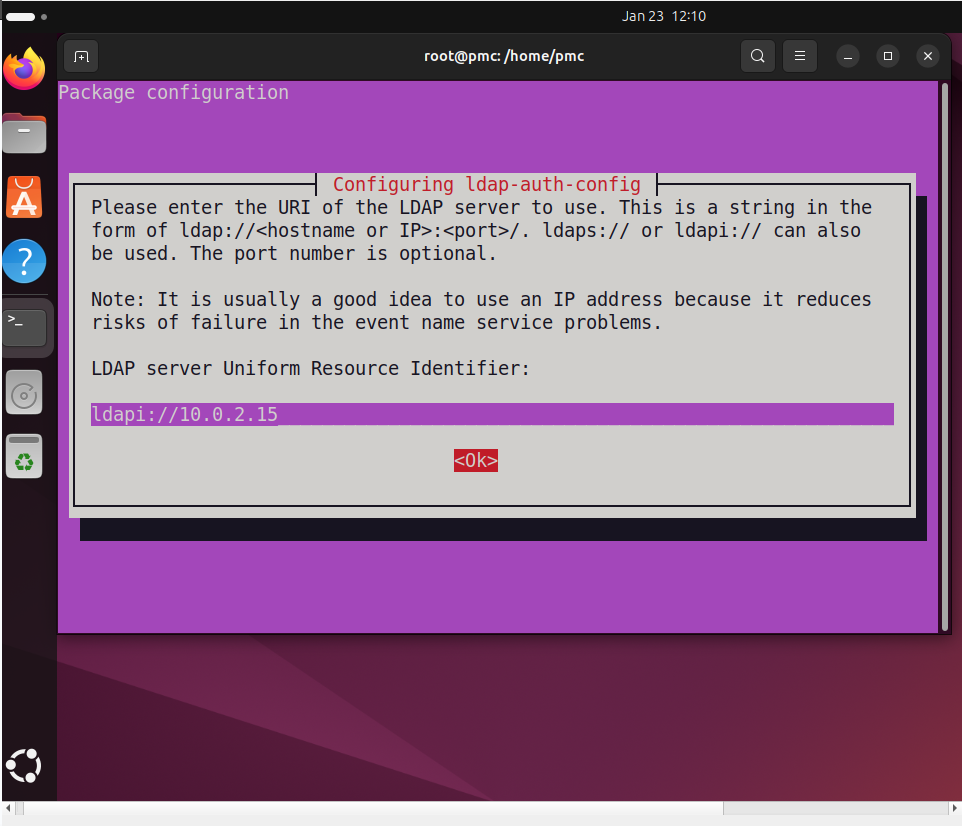 Jan 23 12:10
root@pmc: /home/pmc
Package configuration
Configuring ldap-auth-config
Please enter the URI of the LDAP server to use. This is a string in the
form of ldap://<hostname or IP>:<port>/. ldaps:// or ldapi:// can also
be used. The port number is optional.
Note: It is usually a good idea to use an IP address because it reduces
risks of failure in the event name service problems.
LDAP server Uniform Resource Identifier:
ldapi://10.0.2.15
<Ok>